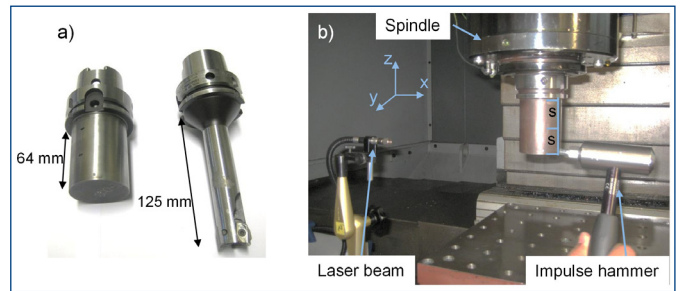 a)
64 mm
125 mm
b)
Spindle
z
x
y
S
S
Laser beam
Impulse hammer